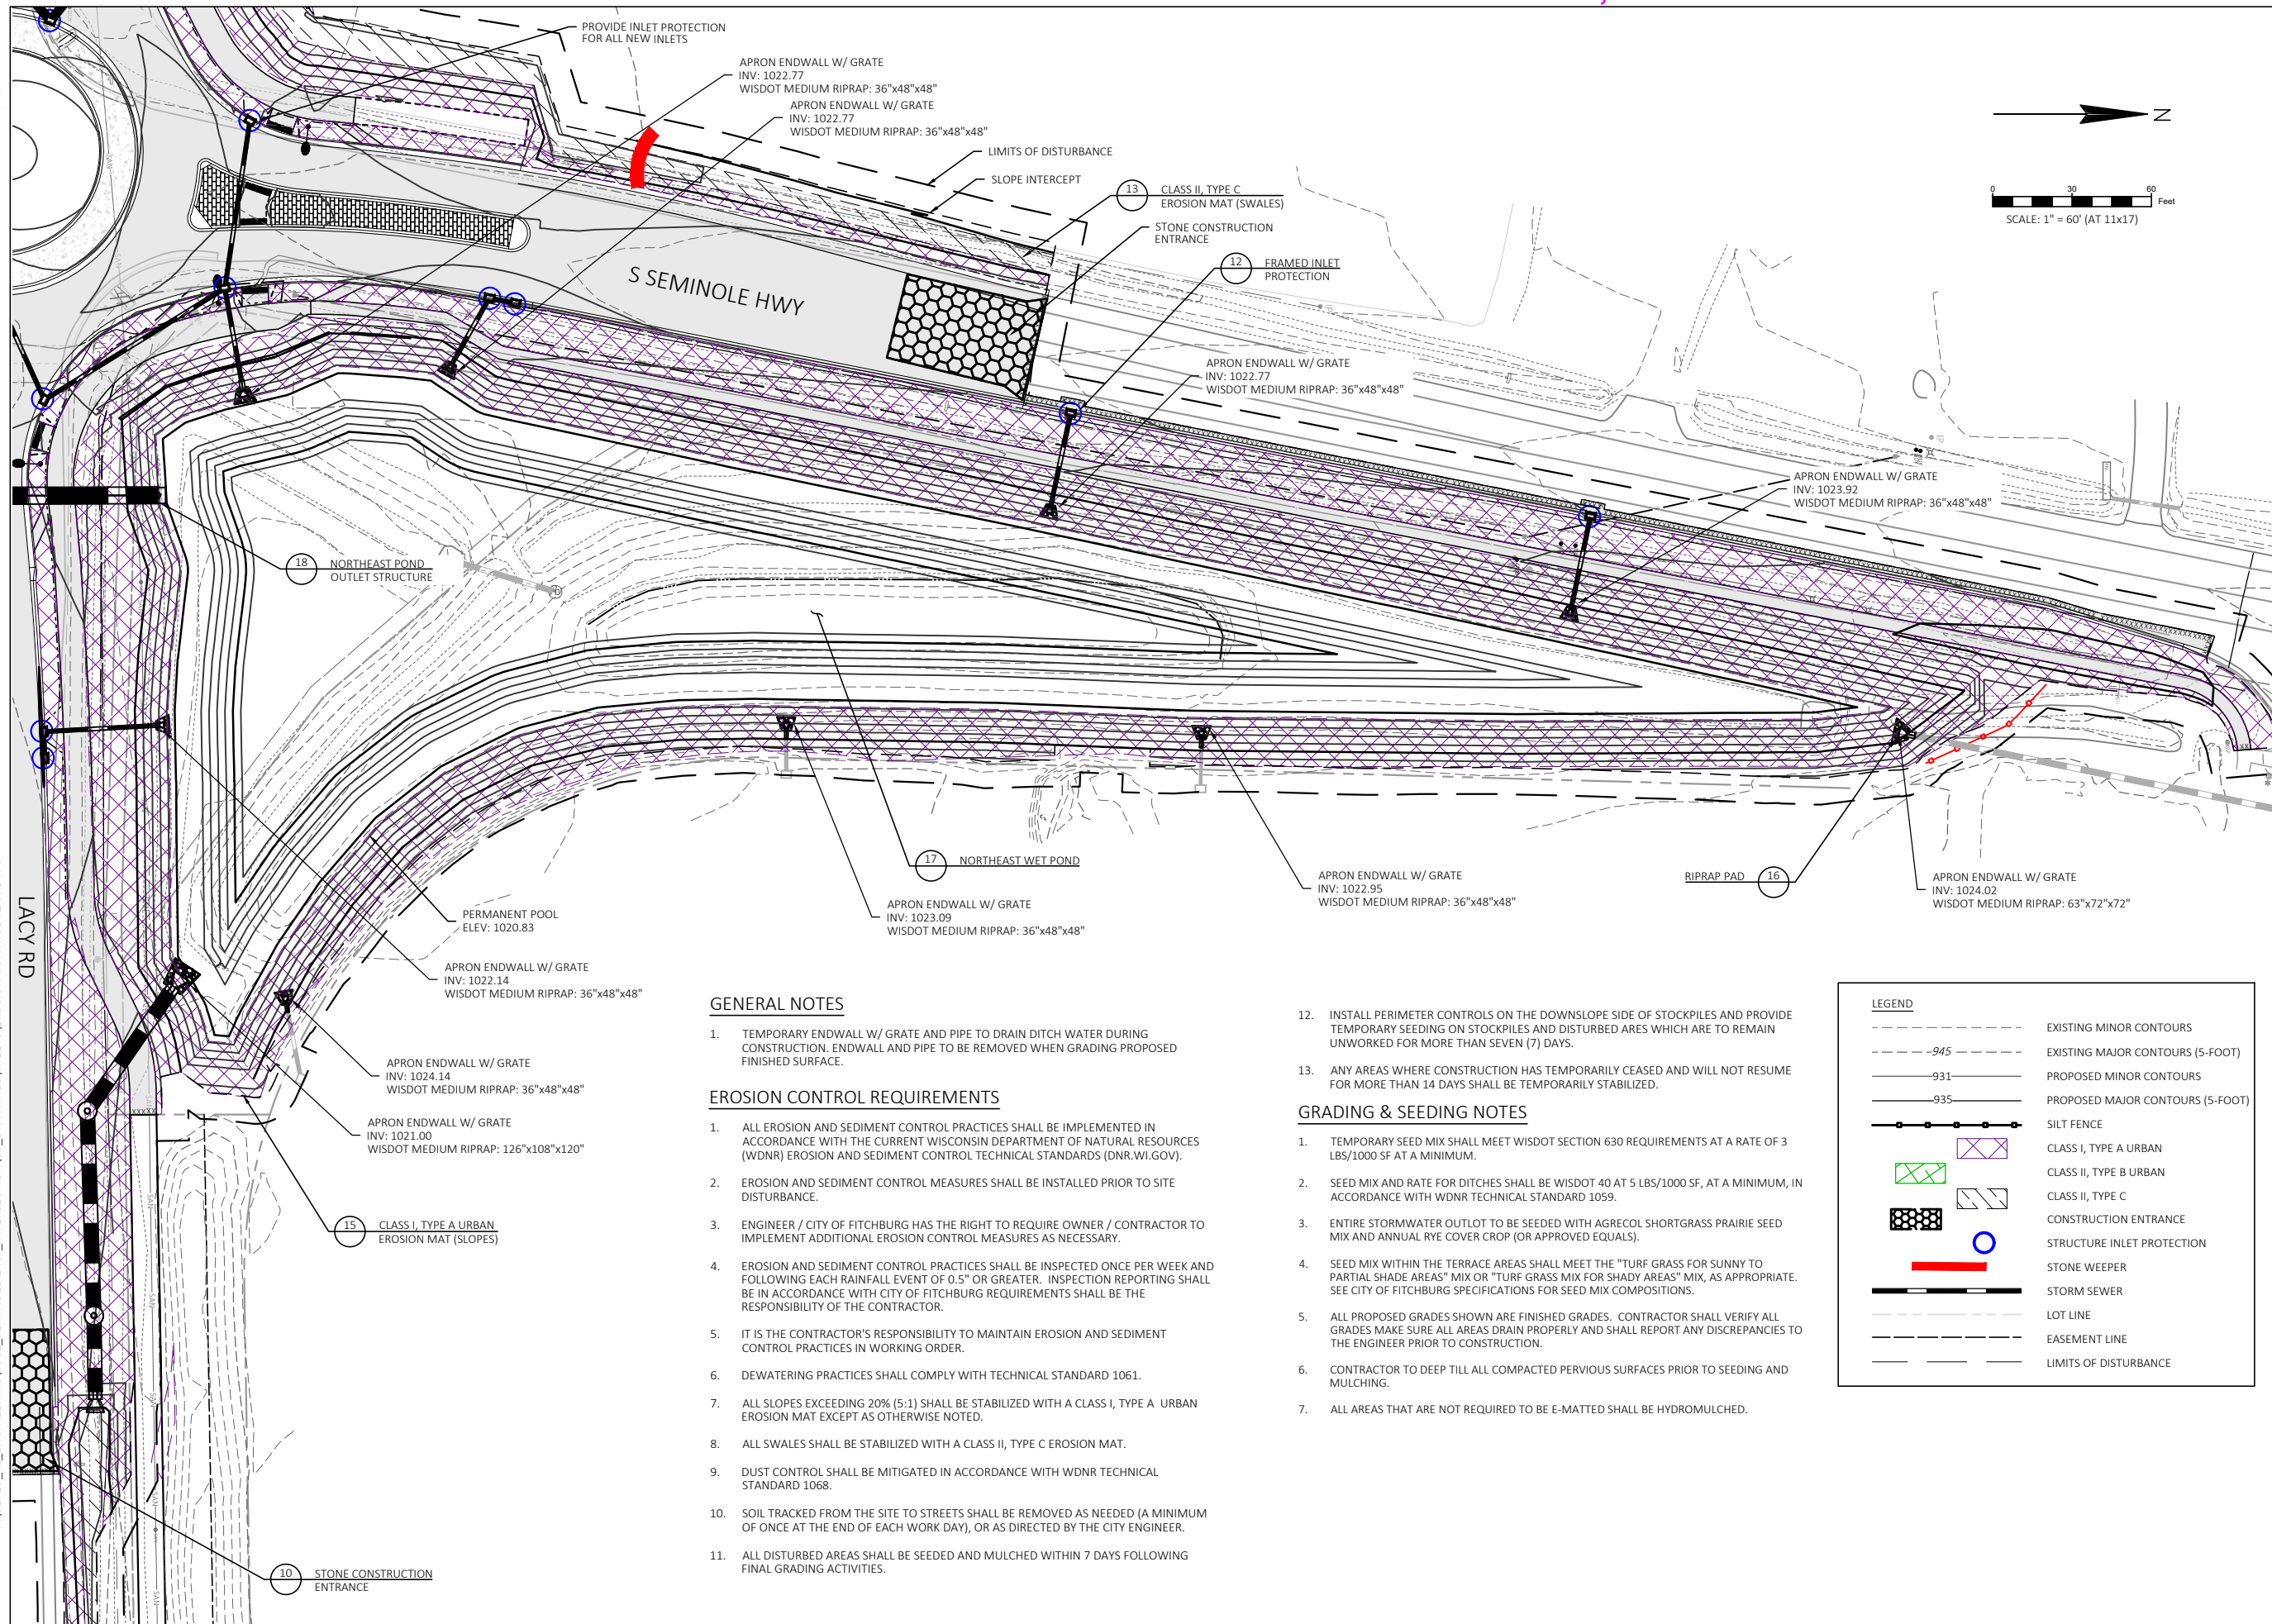 PROVIDE INLET PROTECTION
FOR ALL NEW INLETS
APRON ENDWALL W/ GRATE
INV: 1022.77
WISDOT MEDIUM RIPRAP: 36"x48"x48"
APRON ENDWALL W/ GRATE
INV: 1022.77
WISDOT MEDIUM RIPRAP: 36"x48"x48"
LIMITS OF DISTURBANCE
SLOPE INTERCEPT
13
CLASS II, TYPE C
EROSION MAT (SWALES)
STONE CONSTRUCTION
ENTRANCE
12
FRAMED INLET
PROTECTION
N
0 30 60
Feet
SCALE: 1" = 60' (AT 11x17)
S SEMINOLE HWY
APRON ENDWALL W/ GRATE
INV: 1022.77
WISDOT MEDIUM RIPRAP: 36"x48"x48"
APRON ENDWALL W/ GRATE
INV: 1023.92
WISDOT MEDIUM RIPRAP: 36"x48"x48"
18
NORTHEAST POND
OUTLET STRUCTURE
17
NORTHEAST WET POND
APRON ENDWALL W/ GRATE
INV: 1023.09
WISDOT MEDIUM RIPRAP: 36"x48"x48"
APRON ENDWALL W/ GRATE
INV: 1022.95
WISDOT MEDIUM RIPRAP: 36"x48"x48"
RIPRAP PAD
16
APRON ENDWALL W/ GRATE
INV: 1024.02
WISDOT MEDIUM RIPRAP: 63"x72"x72"
LACY RD
PERMANENT POOL
ELEV: 1020.83
APRON ENDWALL W/ GRATE
INV: 1022.14
WISDOT MEDIUM RIPRAP: 36"x48"x48"
APRON ENDWALL W/ GRATE
INV: 1024.14
WISDOT MEDIUM RIPRAP: 36"x48"x48"
APRON ENDWALL W/ GRATE
INV: 1021.00
WISDOT MEDIUM RIPRAP: 126"x108"x120"
15
CLASS I, TYPE A URBAN
EROSION MAT (SLOPES)
10
STONE CONSTRUCTION
ENTRANCE
SAN
SAN
SAN
SAN
SAN
GENERAL NOTES
1. TEMPORARY ENDWALL W/ GRATE AND PIPE TO DRAIN DITCH WATER DURING
CONSTRUCTION. ENDWALL AND PIPE TO BE REMOVED WHEN GRADING PROPOSED
FINISHED SURFACE.
EROSION CONTROL REQUIREMENTS
1. ALL EROSION AND SEDIMENT CONTROL PRACTICES SHALL BE IMPLEMENTED IN
ACCORDANCE WITH THE CURRENT WISCONSIN DEPARTMENT OF NATURAL RESOURCES
(WDNR) EROSION AND SEDIMENT CONTROL TECHNICAL STANDARDS (DNR.WI.GOV).
2. EROSION AND SEDIMENT CONTROL MEASURES SHALL BE INSTALLED PRIOR TO SITE
DISTURBANCE.
3. ENGINEER / CITY OF FITCHBURG HAS THE RIGHT TO REQUIRE OWNER / CONTRACTOR TO
IMPLEMENT ADDITIONAL EROSION CONTROL MEASURES AS NECESSARY.
4. EROSION AND SEDIMENT CONTROL PRACTICES SHALL BE INSPECTED ONCE PER WEEK AND
FOLLOWING EACH RAINFALL EVENT OF 0.5" OR GREATER. INSPECTION REPORTING SHALL
BE IN ACCORDANCE WITH CITY OF FITCHBURG REQUIREMENTS SHALL BE THE
RESPONSIBILITY OF THE CONTRACTOR.
5. IT IS THE CONTRACTOR'S RESPONSIBILITY TO MAINTAIN EROSION AND SEDIMENT
CONTROL PRACTICES IN WORKING ORDER.
6. DEWATERING PRACTICES SHALL COMPLY WITH TECHNICAL STANDARD 1061.
7. ALL SLOPES EXCEEDING 20% (5:1) SHALL BE STABILIZED WITH A CLASS I, TYPE A URBAN
EROSION MAT EXCEPT AS OTHERWISE NOTED.
8. ALL SWALES SHALL BE STABILIZED WITH A CLASS II, TYPE C EROSION MAT.
9. DUST CONTROL SHALL BE MITIGATED IN ACCORDANCE WITH WDNR TECHNICAL
STANDARD 1068.
10. SOIL TRACKED FROM THE SITE TO STREETS SHALL BE REMOVED AS NEEDED (A MINIMUM
OF ONCE AT THE END OF EACH WORK DAY), OR AS DIRECTED BY THE CITY ENGINEER.
11. ALL DISTURBED AREAS SHALL BE SEEDED AND MULCHED WITHIN 7 DAYS FOLLOWING
FINAL GRADING ACTIVITIES.
12. INSTALL PERIMETER CONTROLS ON THE DOWNSLOPE SIDE OF STOCKPILES AND PROVIDE
TEMPORARY SEEDING ON STOCKPILES AND DISTURBED ARES WHICH ARE TO REMAIN
UNWORKED FOR MORE THAN SEVEN (7) DAYS.
13. ANY AREAS WHERE CONSTRUCTION HAS TEMPORARILY CEASED AND WILL NOT RESUME
FOR MORE THAN 14 DAYS SHALL BE TEMPORARILY STABILIZED.
GRADING & SEEDING NOTES
1. TEMPORARY SEED MIX SHALL MEET WISDOT SECTION 630 REQUIREMENTS AT A RATE OF 3
LBS/1000 SF AT A MINIMUM.
2. SEED MIX AND RATE FOR DITCHES SHALL BE WISDOT 40 AT 5 LBS/1000 SF, AT A MINIMUM, IN
ACCORDANCE WITH WDNR TECHNICAL STANDARD 1059.
3. ENTIRE STORMWATER OUTLOT TO BE SEEDED WITH AGRECOL SHORTGRASS PRAIRIE SEED
MIX AND ANNUAL RYE COVER CROP (OR APPROVED EQUALS).
4. SEED MIX WITHIN THE TERRACE AREAS SHALL MEET THE "TURF GRASS FOR SUNNY TO
PARTIAL SHADE AREAS" MIX OR "TURF GRASS MIX FOR SHADY AREAS" MIX, AS APPROPRIATE.
SEE CITY OF FITCHBURG SPECIFICATIONS FOR SEED MIX COMPOSITIONS.
5. ALL PROPOSED GRADES SHOWN ARE FINISHED GRADES. CONTRACTOR SHALL VERIFY ALL
GRADES MAKE SURE ALL AREAS DRAIN PROPERLY AND SHALL REPORT ANY DISCREPANCIES TO
THE ENGINEER PRIOR TO CONSTRUCTION.
6. CONTRACTOR TO DEEP TILL ALL COMPACTED PERVIOUS SURFACES PRIOR TO SEEDING AND
MULCHING.
7. ALL AREAS THAT ARE NOT REQUIRED TO BE E-MATTED SHALL BE HYDROMULCHED.
LEGEND
EXISTING MINOR CONTOURS
945 EXISTING MAJOR CONTOURS (5-FOOT)
931 PROPOSED MINOR CONTOURS
935 PROPOSED MAJOR CONTOURS (5-FOOT)
SILT FENCE
CLASS I, TYPE A URBAN
CLASS II, TYPE B URBAN
CLASS II, TYPE C
CONSTRUCTION ENTRANCE
STRUCTURE INLET PROTECTION
STONE WEEPER
STORM SEWER
LOT LINE
EASEMENT LINE
LIMITS OF DISTURBANCE